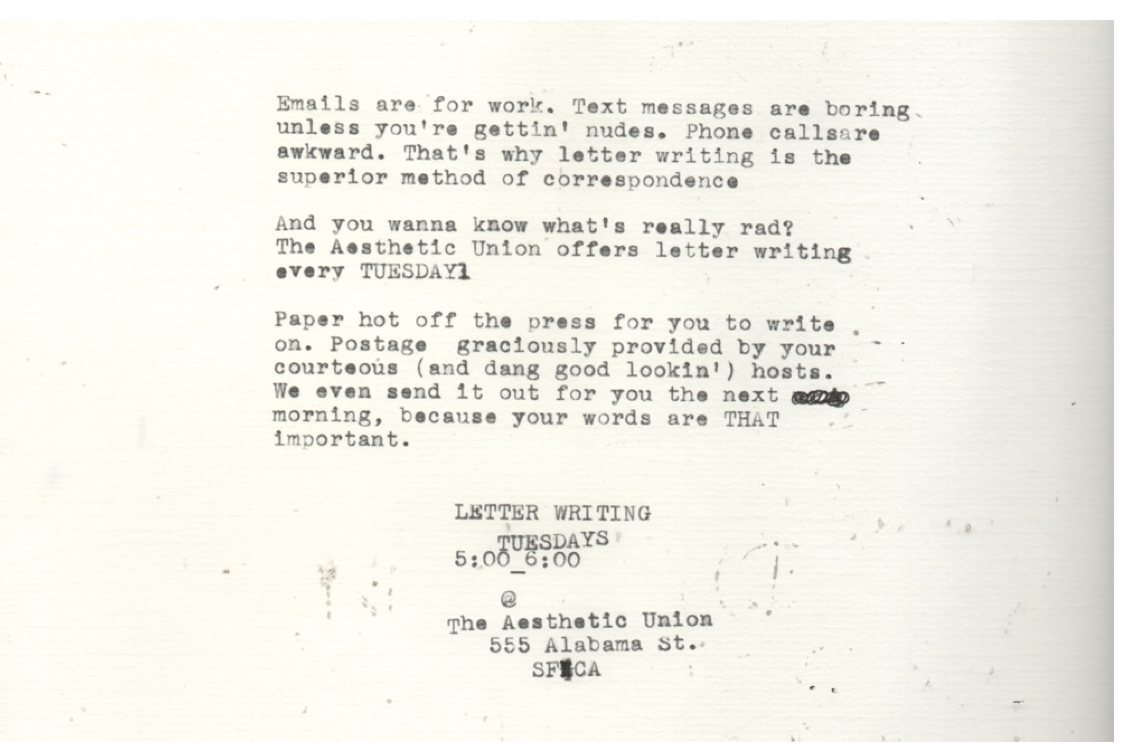 Emails are for work. Text messages are boring
unless you're gettin' nudes. Phone callsare
awkward. That's why letter writing is the
superior method of correspondence
And you wanna know what's really rad?
The Aesthetic Union offers letter writing
every TUESDAY!
Paper hot off the press for you to write
on. Postage graciously provided by your
courteous (and dang good lookin') hosts.
We even send it out for you the next
morning, because your words are THAT
important.
LETTER WRITING
TUESDAYS
5:00_6:00
@
The Aesthetic Union
555 Alabama St.
SF CA